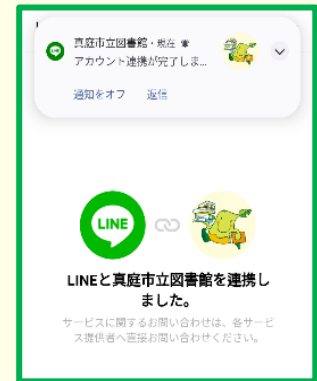 真庭市立図書館・現在
アカウント連携が完了しま...
通知をオフ 返信
LINE
LINEと真庭市立図書館を連携し
ました。
サービスに関するお問い合わせは、各サービ
ス提供者へ直接お問い合わせください。